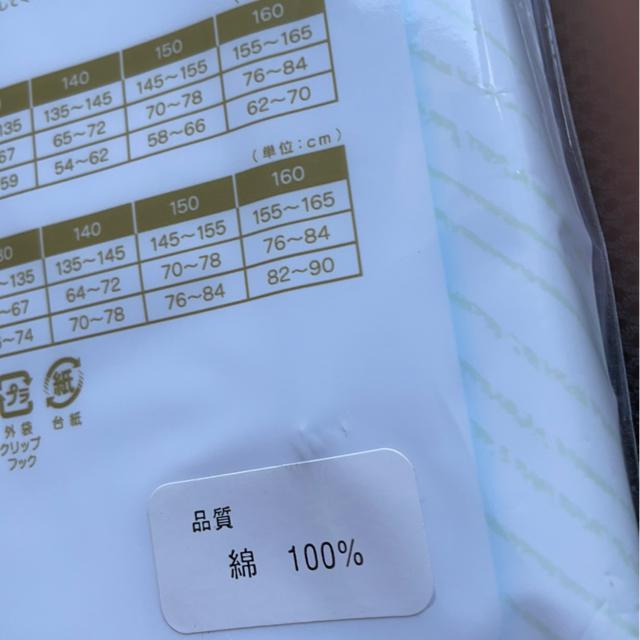 140 150 160
135 135~145 145~155 155~165
67 65~72 70~78 76~84
59 54~62 58~66 62~70
(単位:cm)
30 140 150 160
~135 135~145 145~155 155~165
~67 64~72 70~78 76~84
~74 70~78 76~84 82~90
プラ 紙
外袋 台紙
クリップ
フック
品質
綿 100%